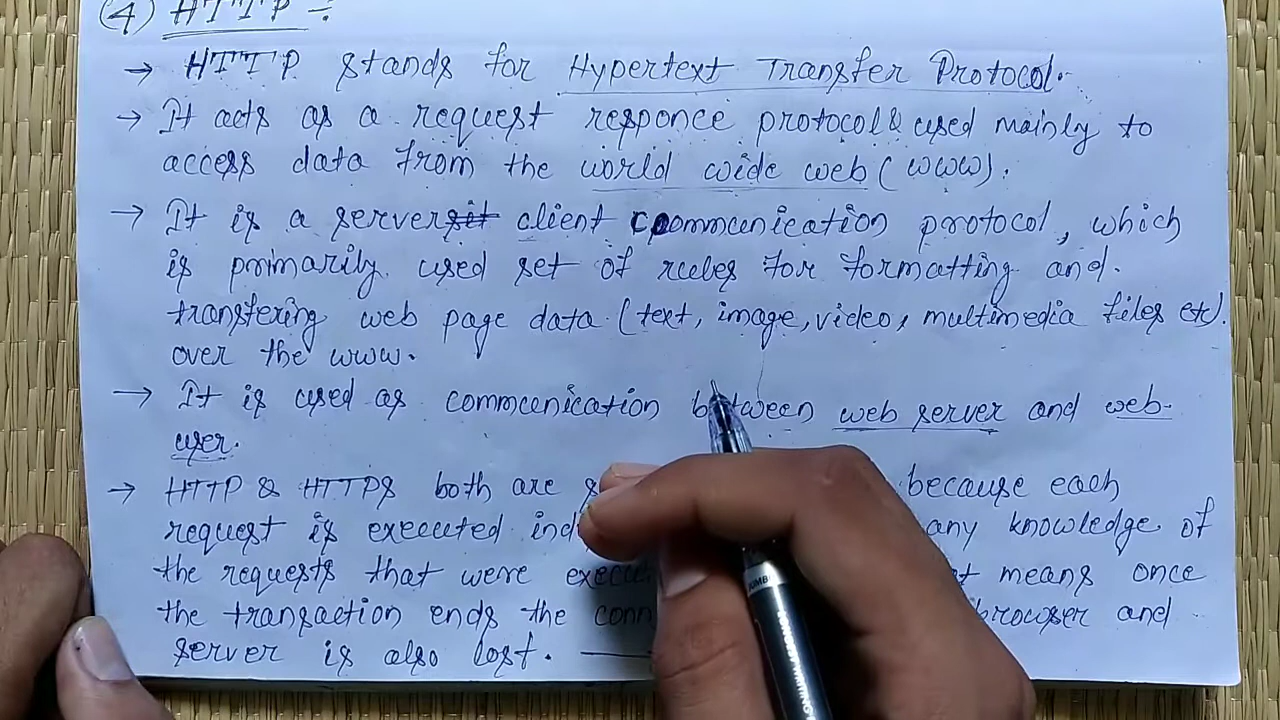 (4) HTTP :-
→ HTTP stands for Hypertext Transfer Protocol.
→ It acts as a request responce protocol & used mainly to
access data from the world wide web (www).
→ It is a server client communication protocol, which
is primarily used set of rules for formatting and
transfering web page data (text, image, video, multimedia files etc).
over the www.
→ It is used as communication between web server and web
user.
→ HTTP & HTTPS both are because each
request is executed any knowledge of
the requests that were means once
the transaction ends the browser and
server is also lost.